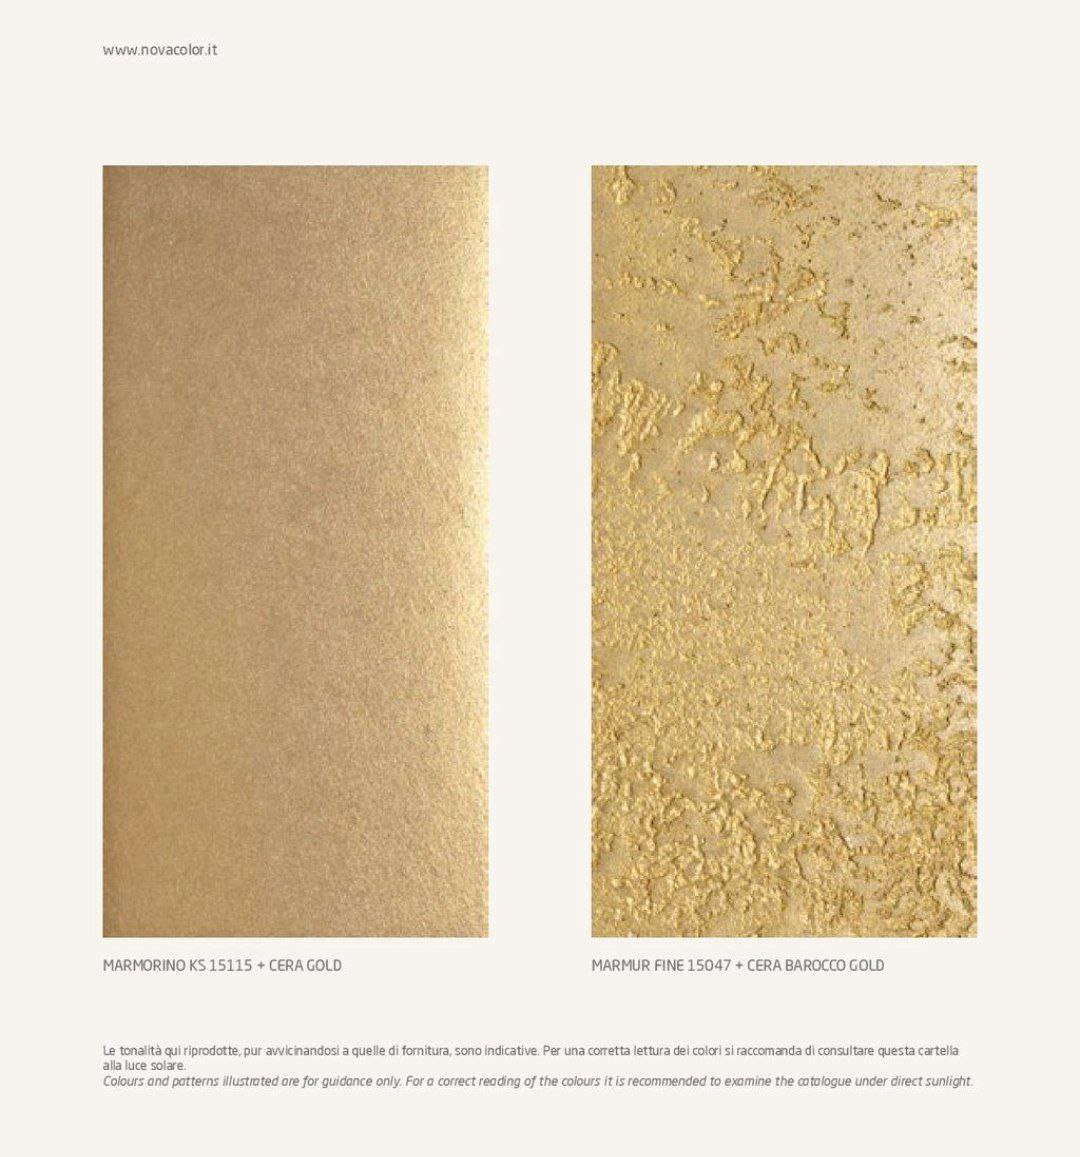 www.novacolor.it
MARMORINO KS 15115 + CERA GOLD
MARMUR FINE 15047 + CERA BAROCCO GOLD
Le tonalità qui riprodotte, pur avvicinandosi a quelle di fornitura, sono indicative. Per una corretta lettura dei colori si raccomanda di consultare questa cartella
alla luce solare.
Colours and patterns illustrated are for guidance only. For a correct reading of the colours it is recommended to examine the catalogue under direct sunlight.